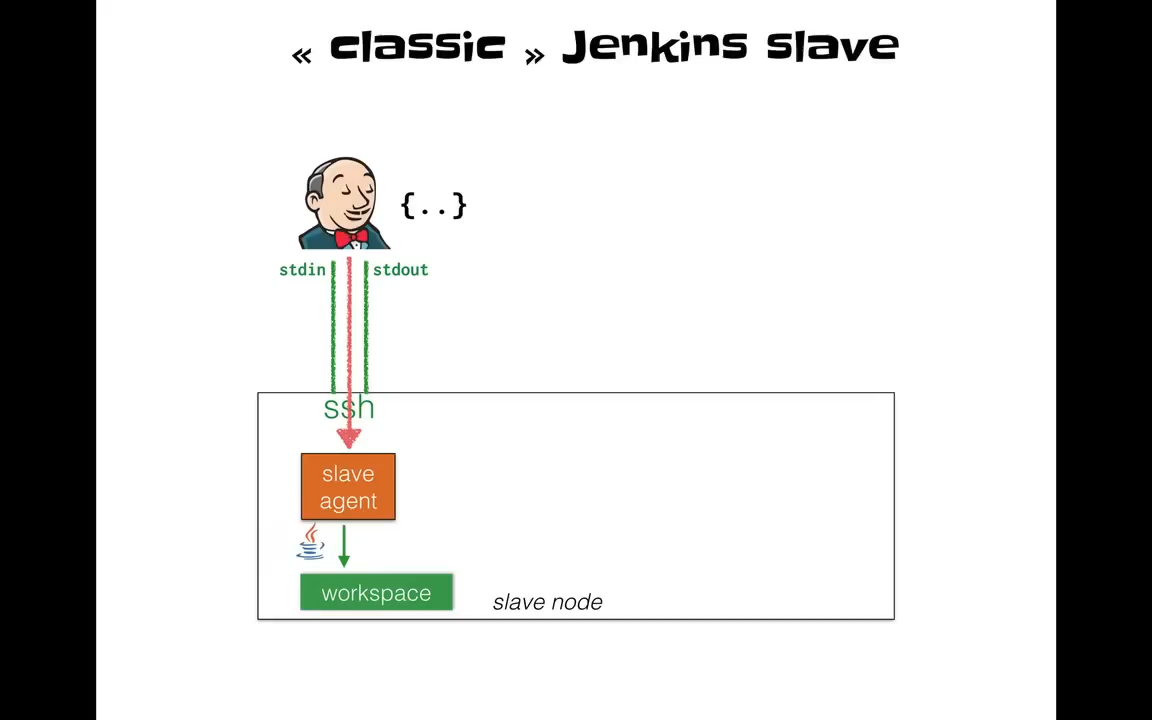 « classic » Jenkins slave
{..}
stdin stdout
ssh
slave
agent
workspace
slave node